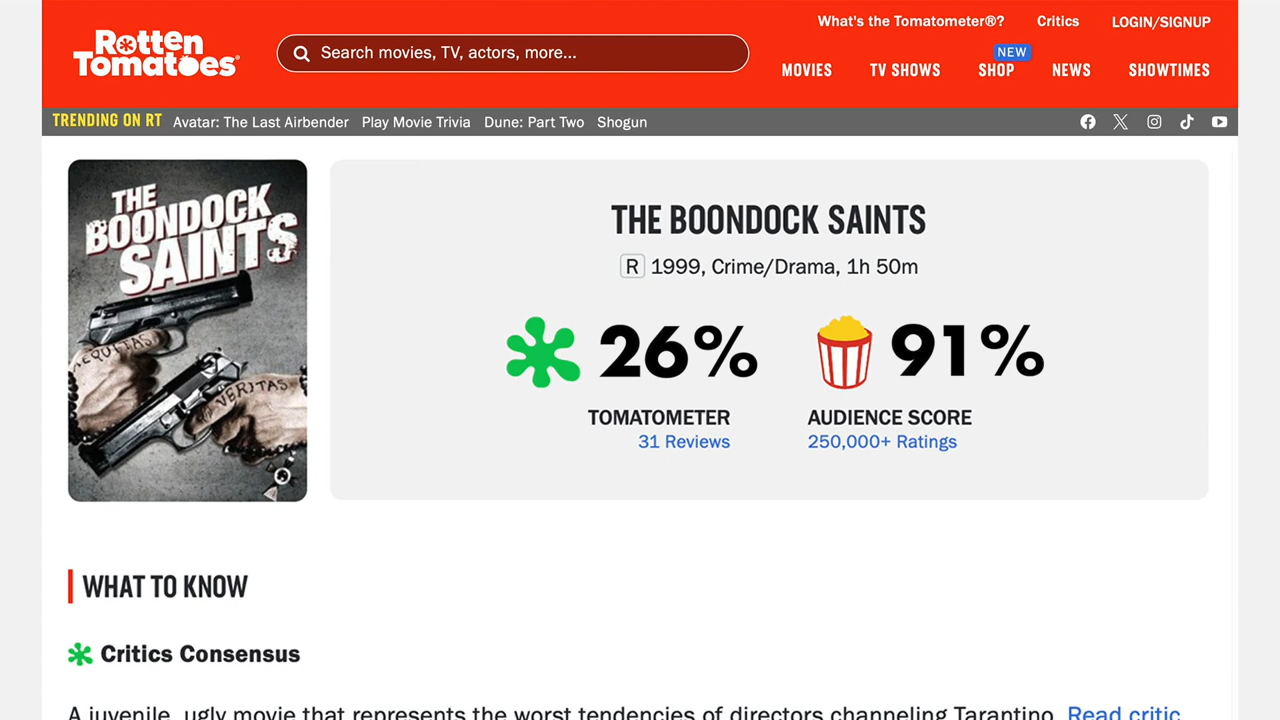 What's the Tomatometer®? Critics LOGIN/SIGNUP
Rotten Tomatoes®
Search movies, TV, actors, more...
NEW
MOVIES TV SHOWS SHOP NEWS SHOWTIMES
TRENDING ON RT Avatar: The Last Airbender Play Movie Trivia Dune: Part Two Shogun
THE
BOONDOCK
SAINTS
AEQUITAS
VERITAS
THE BOONDOCK SAINTS
R 1999, Crime/Drama, 1h 50m
26% 91%
TOMATOMETER AUDIENCE SCORE
31 Reviews 250,000+ Ratings
WHAT TO KNOW
Critics Consensus
A juvenile, ugly movie that represents the worst tendencies of directors channeling Tarantino. Read critic